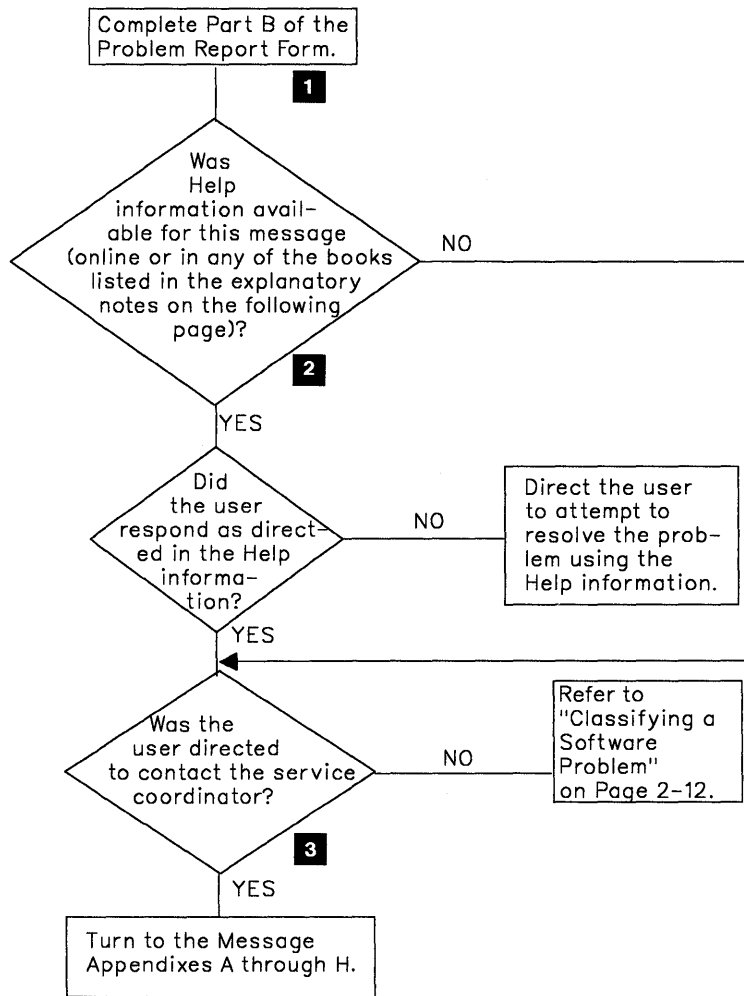 Complete Part B of the
Problem Report Form.
1
Was
Help
information avail-
able for this message
(online or in any of the books
listed in the explanatory
notes on the following
page)?
NO
2
YES
Did
the user
respond as direct-
ed in the Help
informa-
tion?
NO
Direct the user
to attempt to
resolve the prob-
lem using the
Help information.
YES
Was the
user directed
to contact the service
coordinator?
NO
Refer to
"Classifying a
Software
Problem"
on Page 2-12.
3
YES
Turn to the Message
Appendixes A through H.